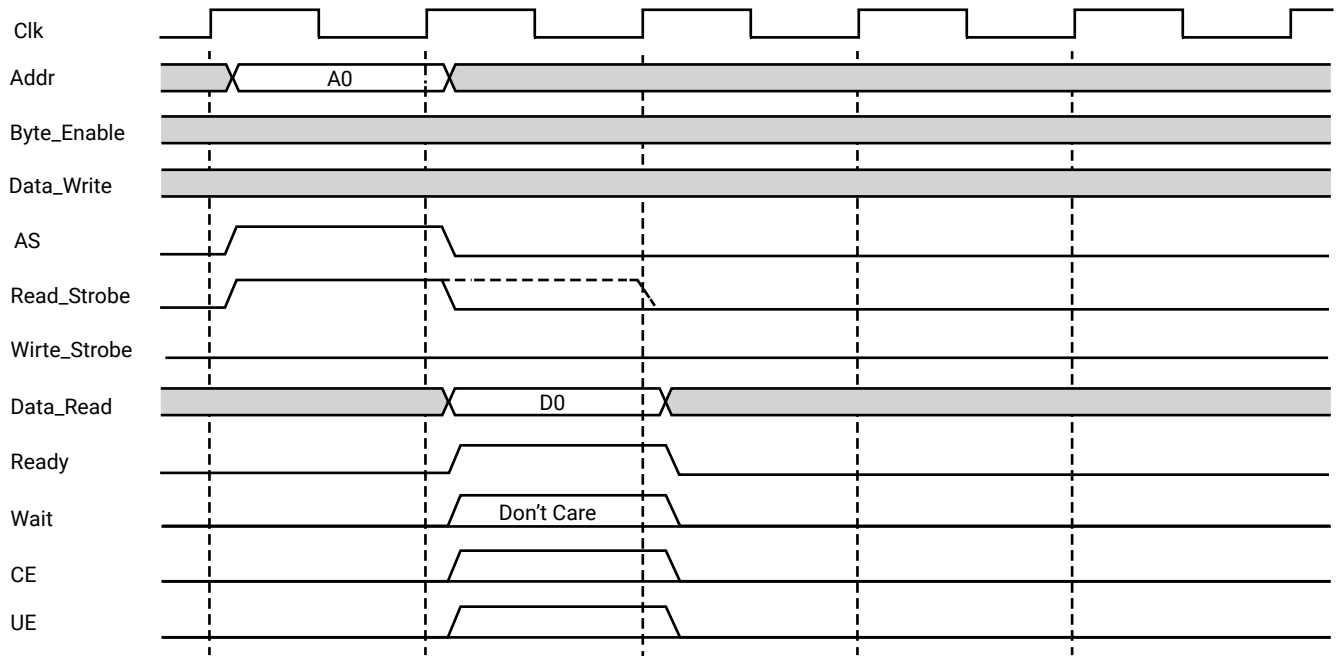 Clk
Addr
A0
Byte_Enable
Data_Write
AS
Read_Strobe
Wirte_Strobe
Data_Read
D0
Ready
Wait
Don't Care
CE
UE